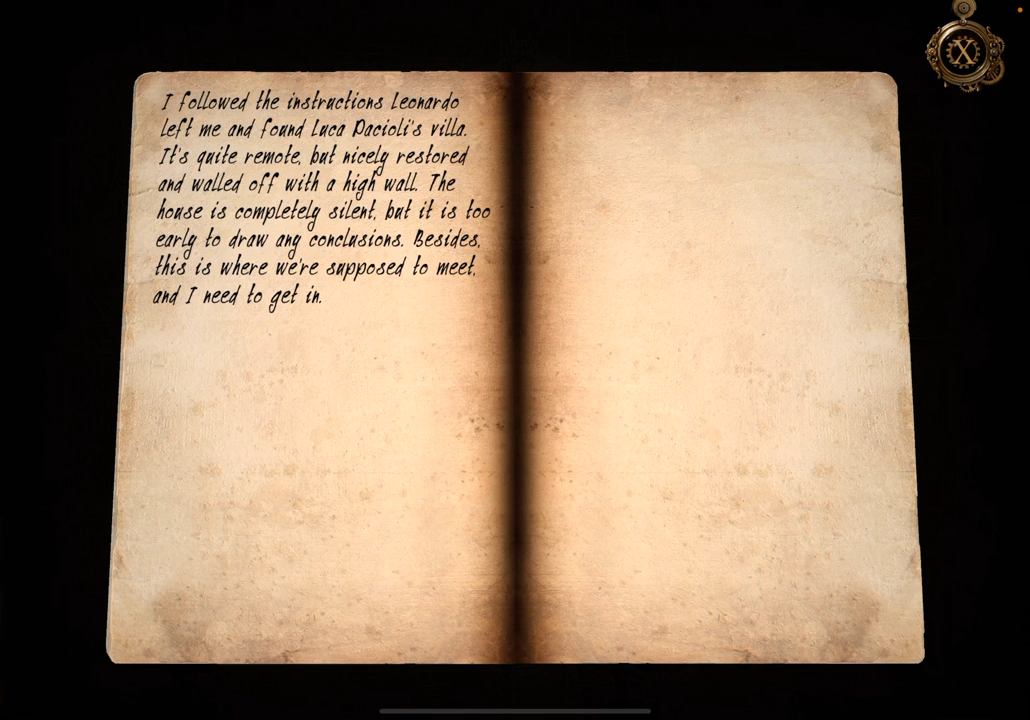 I followed the instructions Leonardo
left me and found Luca Pacioli's villa.
It's quite remote, but nicely restored
and walled off with a high wall. The
house is completely silent, but it is too
early to draw any conclusions. Besides,
this is where we're supposed to meet,
and I need to get in.
X